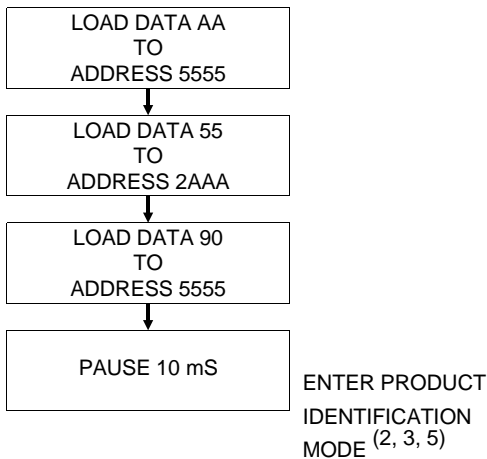 LOAD DATA AA
TO
ADDRESS 5555
LOAD DATA 55
TO
ADDRESS 2AAA
LOAD DATA 90
TO
ADDRESS 5555
PAUSE 10 mS
ENTER PRODUCT
IDENTIFICATION
MODE (2, 3, 5)